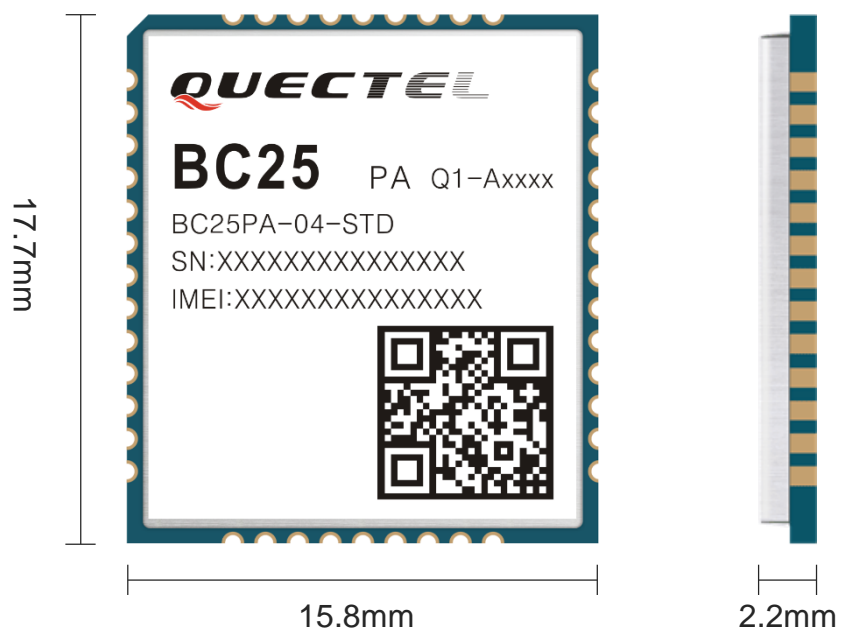 QUECTEL
BC25 PA Q1-Axxxx
BC25PA-04-STD
SN:XXXXXXXXXXXXXXX
IMEI:XXXXXXXXXXXXXXX
17.7mm
15.8mm
2.2mm